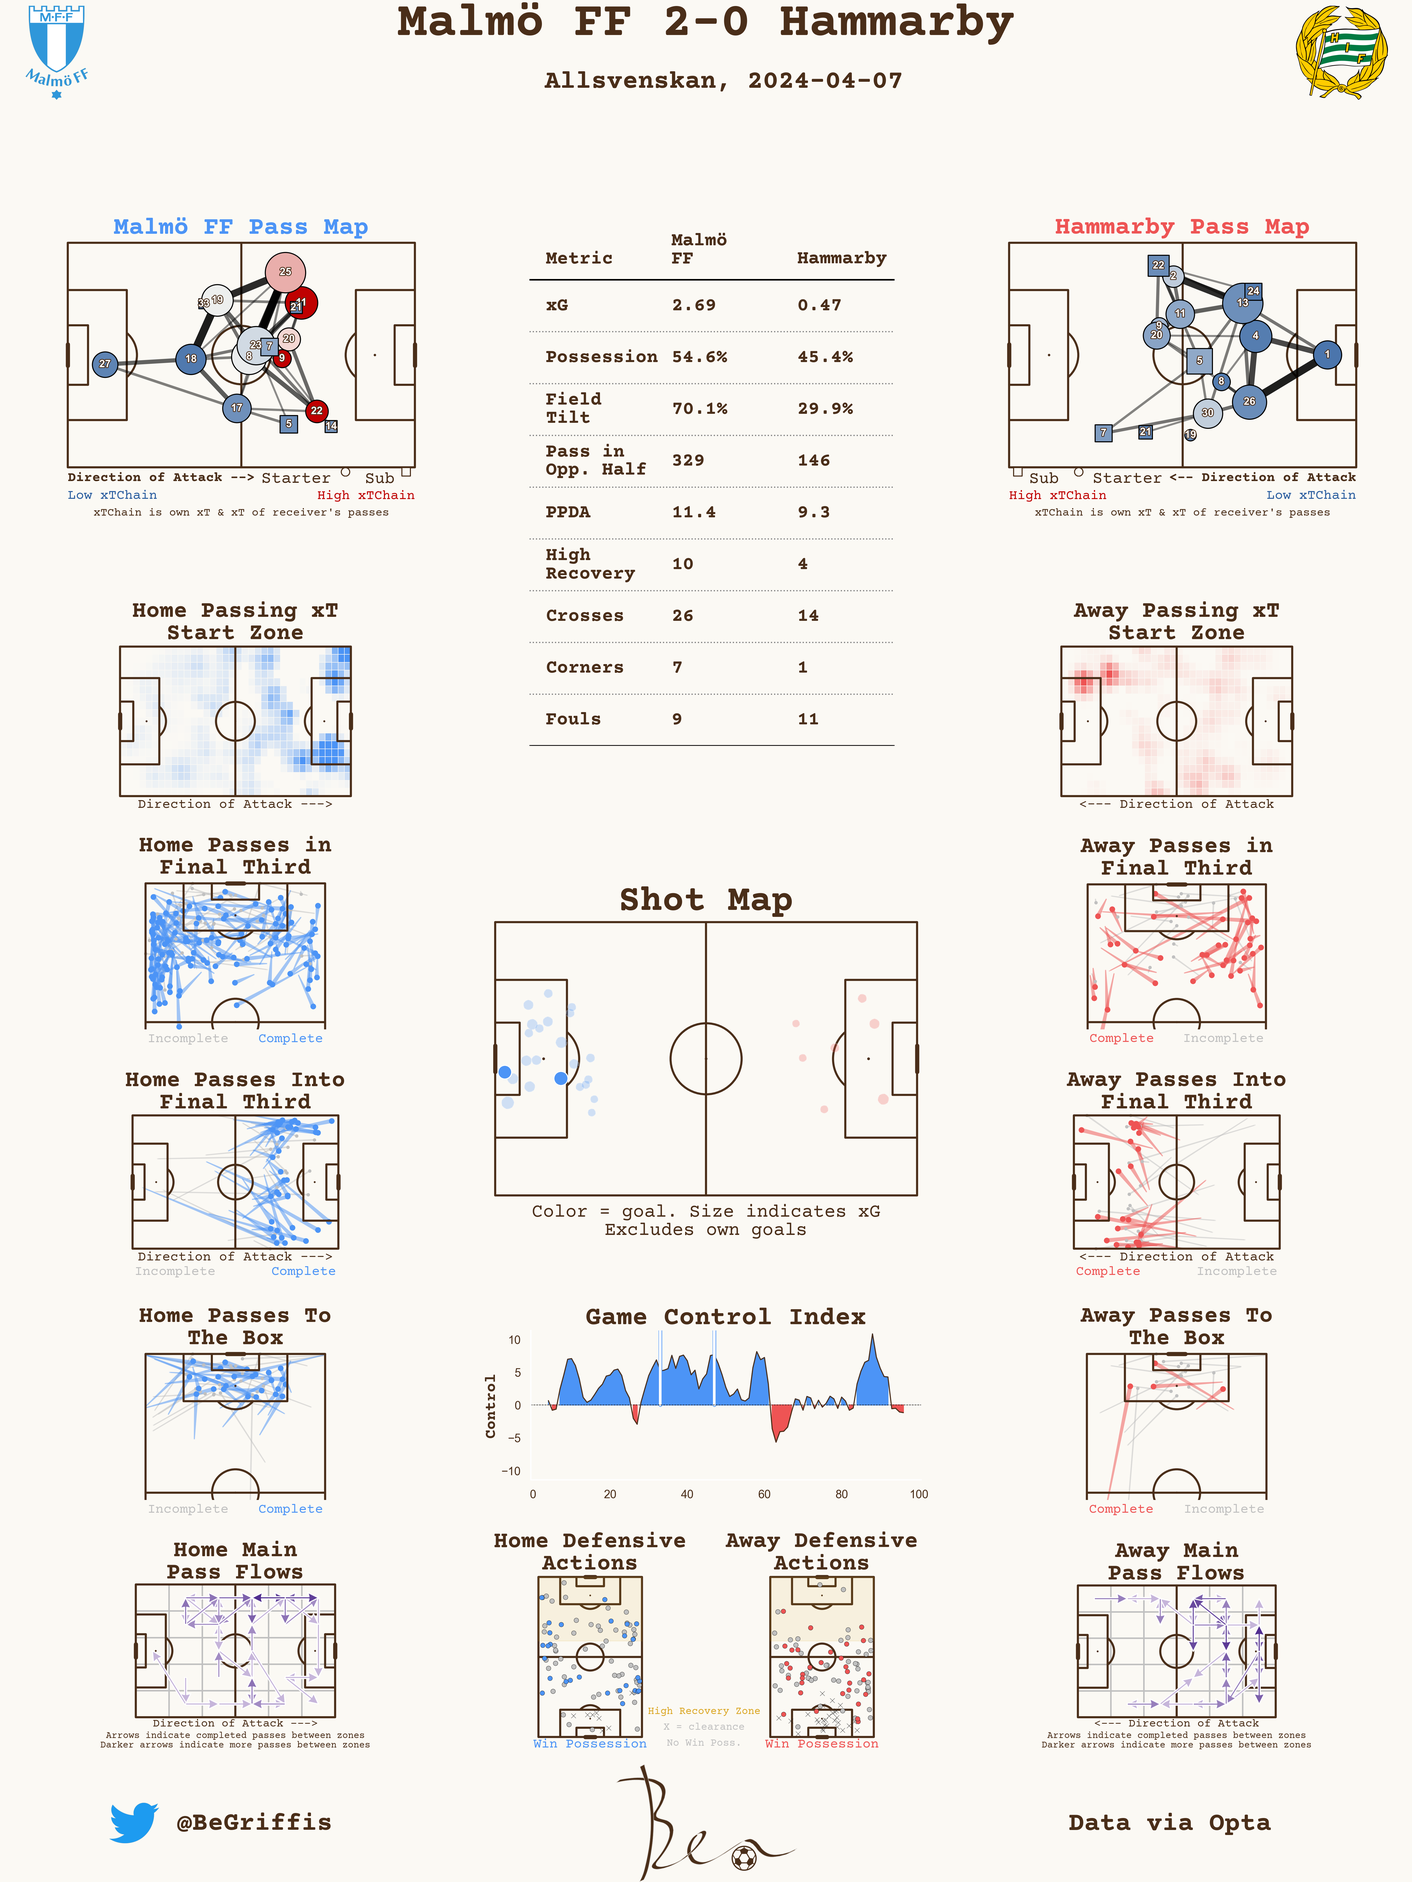 Malmö FF 2-0 Hammarby
Allsvenskan, 2024-04-07
M·F·F
Malmö FF
H I F
Malmö FF Pass Map
25
19
33
11
21
20
23
7
8
9
18
27
17
22
5
14
Direction of Attack --> Starter Sub
Low xTChain High xTChain
xTChain is own xT & xT of receiver's passes
Metric Malmö FF Hammarby
xG 2.69 0.47
Possession 54.6% 45.4%
Field Tilt 70.1% 29.9%
Pass in Opp. Half 329 146
PPDA 11.4 9.3
High Recovery 10 4
Crosses 26 14
Corners 7 1
Fouls 9 11
Hammarby Pass Map
22
2
24
13
11
9
20
4
5
1
8
26
30
7
21
19
Sub Starter <-- Direction of Attack
High xTChain Low xTChain
xTChain is own xT & xT of receiver's passes
Home Passing xT
Start Zone
Direction of Attack --->
Away Passing xT
Start Zone
<--- Direction of Attack
Home Passes in
Final Third
Incomplete Complete
Shot Map
Color = goal. Size indicates xG
Excludes own goals
Away Passes in
Final Third
Complete Incomplete
Home Passes Into
Final Third
Direction of Attack --->
Incomplete Complete
Away Passes Into
Final Third
<--- Direction of Attack
Complete Incomplete
Home Passes To
The Box
Incomplete Complete
Game Control Index
Control
10
5
0
−5
−10
0 20 40 60 80 100
Away Passes To
The Box
Complete Incomplete
Home Main
Pass Flows
Direction of Attack --->
Arrows indicate completed passes between zones
Darker arrows indicate more passes between zones
Home Defensive
Actions
Win Possession
High Recovery Zone
X = clearance
No Win Poss.
Away Defensive
Actions
Win Possession
Away Main
Pass Flows
<--- Direction of Attack
Arrows indicate completed passes between zones
Darker arrows indicate more passes between zones
@BeGriffis
Ben
Data via Opta